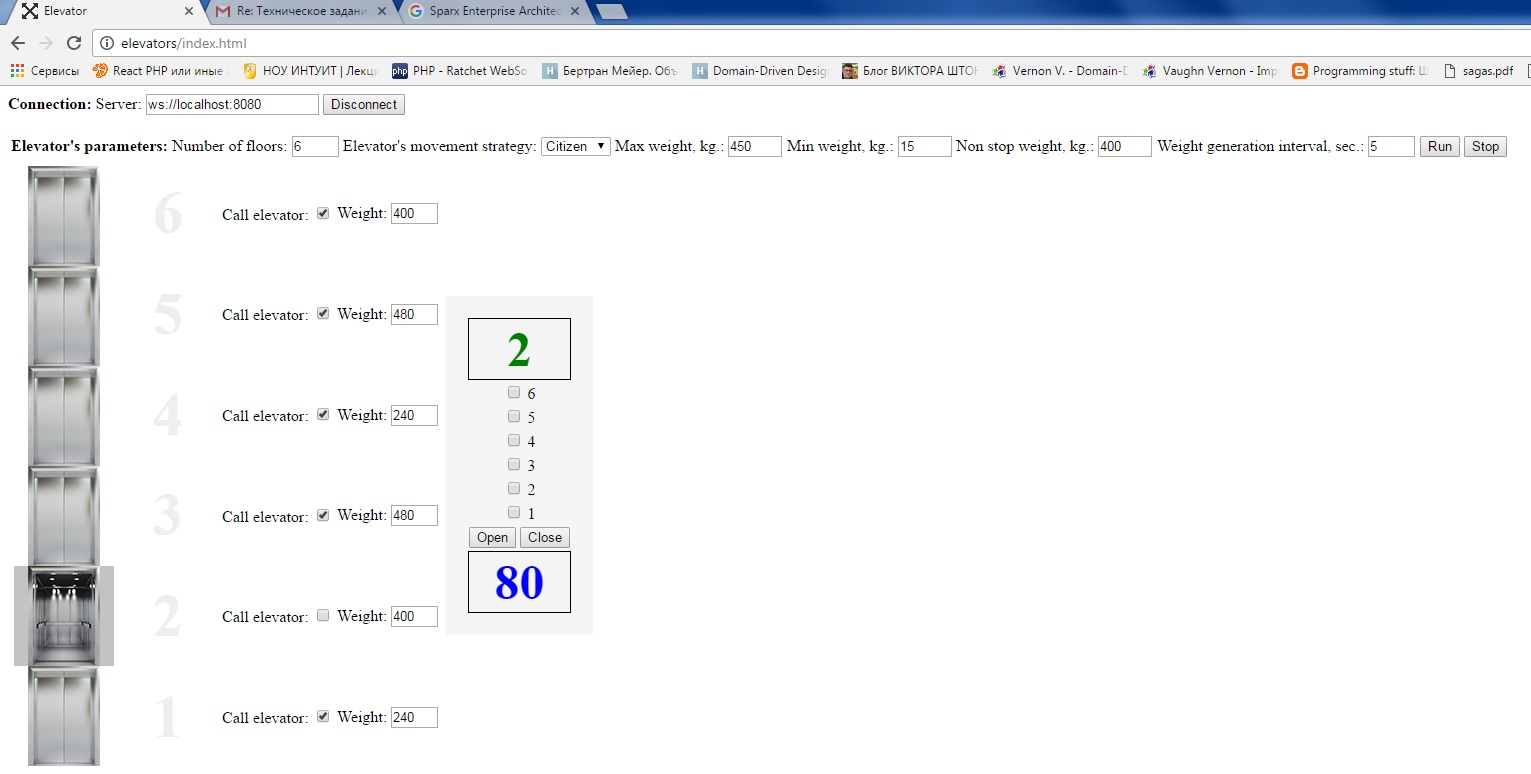 Elevator
Re: Техническое задани
Sparx Enterprise Architec
elevators/index.html
Сервисы
React PHP или иные
НОУ ИНТУИТ | Лекци
php
PHP - Ratchet WebSo
H
Бертран Мейер. Объ
H
Domain-Driven Desig
Блог ВИКТОРА ШТОН
Vernon V. - Domain-D
Vaughn Vernon - Imp
Programming stuff: Ш
sagas.pdf
Connection: Server: ws://localhost:8080 Disconnect
Elevator's parameters: Number of floors: 6 Elevator's movement strategy: Citizen Max weight, kg.: 450 Min weight, kg.: 15 Non stop weight, kg.: 400 Weight generation interval, sec.: 5 Run Stop
6 Call elevator: Weight: 400
5 Call elevator: Weight: 480
4 Call elevator: Weight: 240
3 Call elevator: Weight: 480
2 Call elevator: Weight: 400
1 Call elevator: Weight: 240
2
6
5
4
3
2
1
Open Close
80